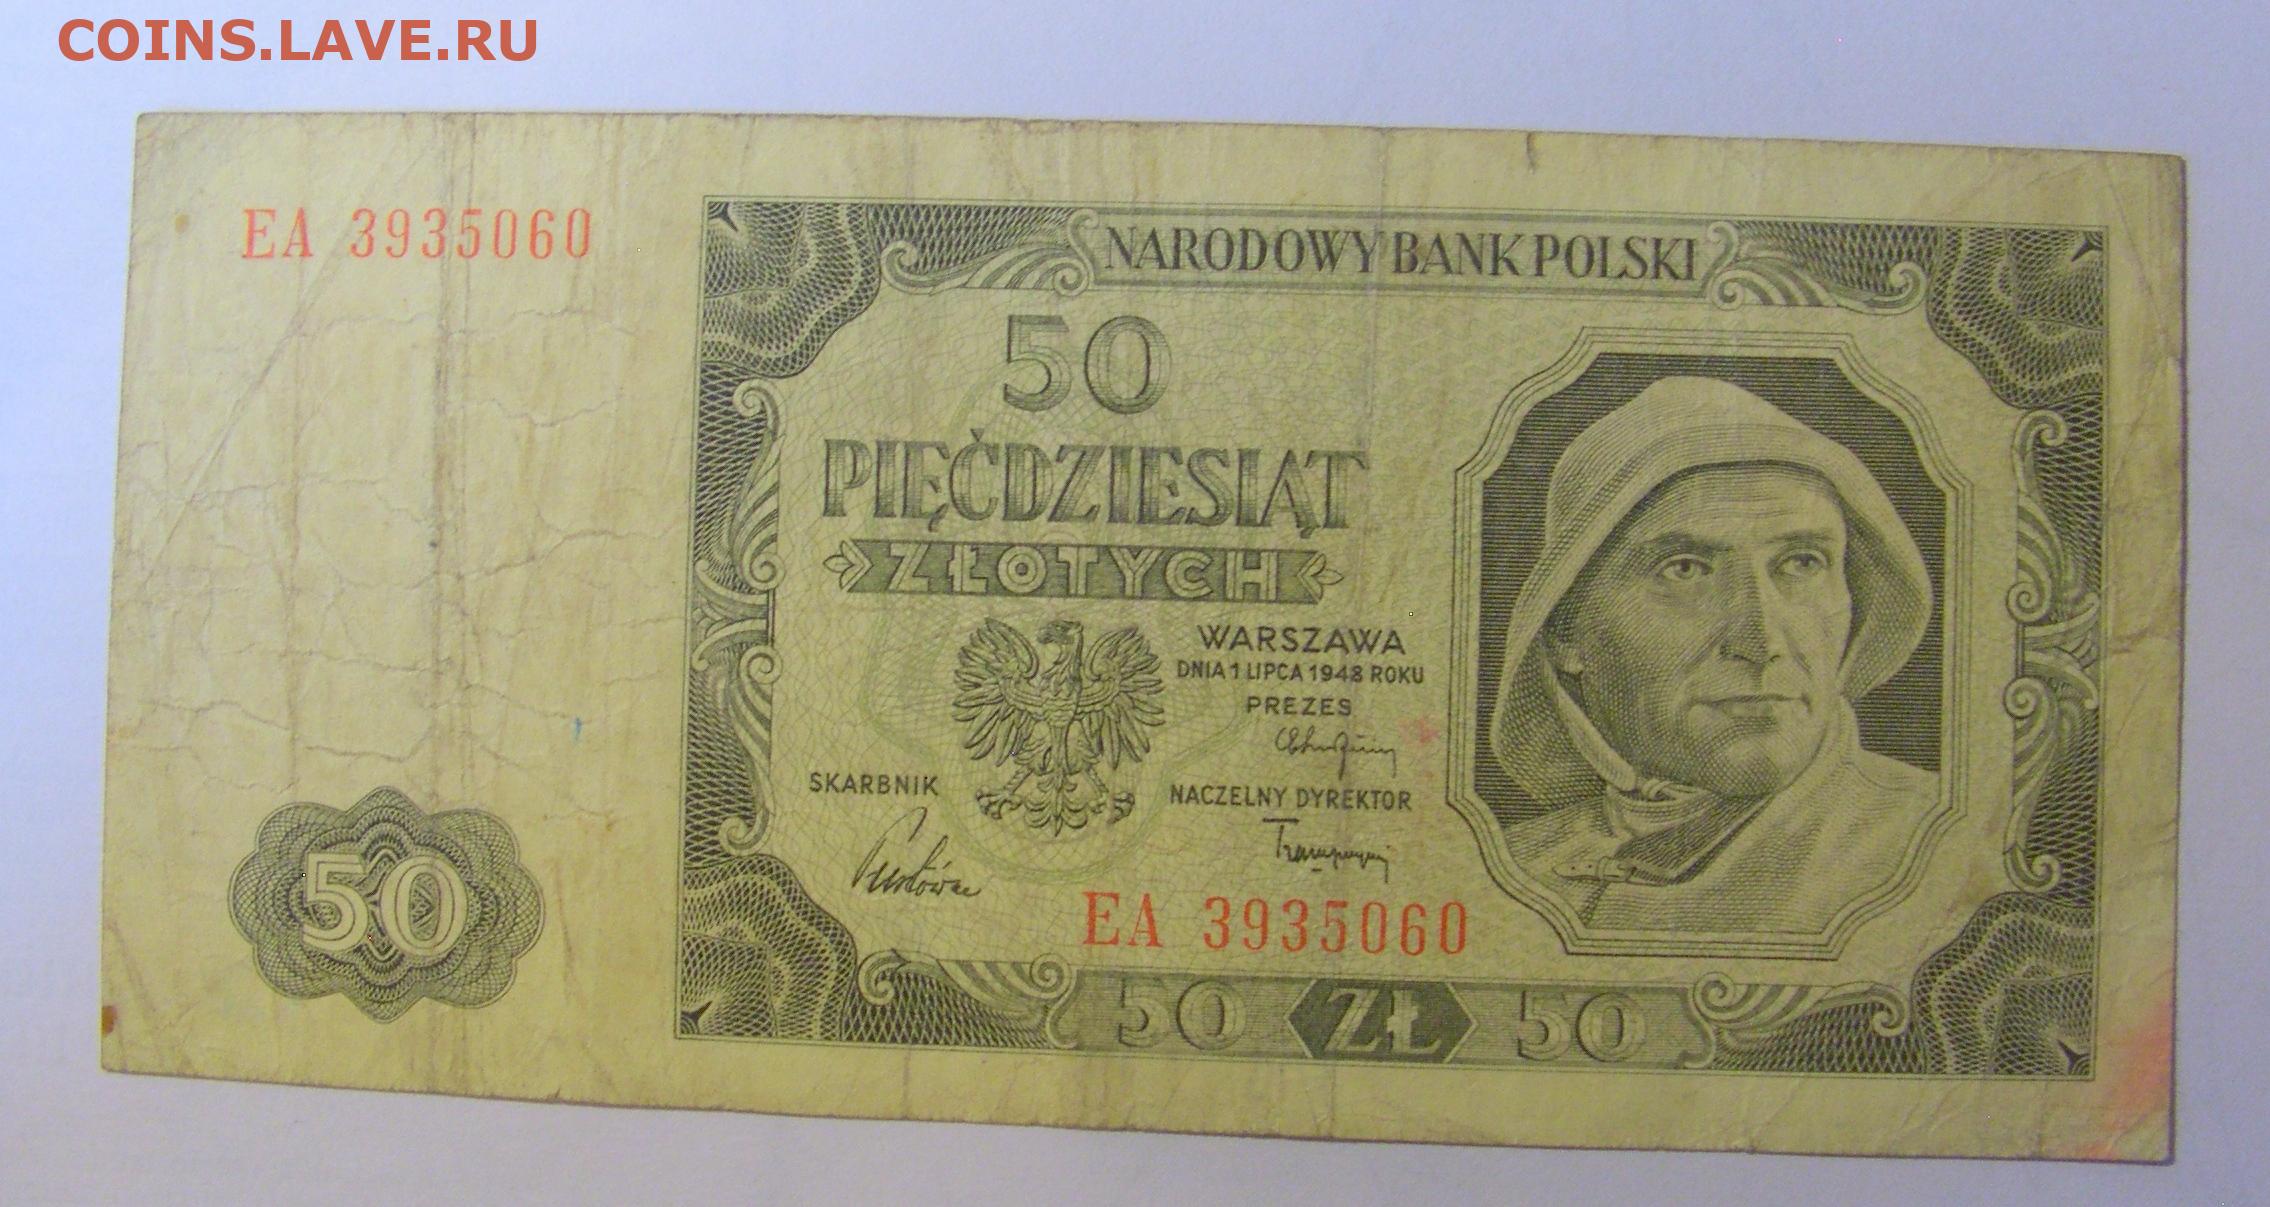 COINS.LAVE.RU
EA 3935060
NARODOWY BANK POLSKI
50
PIĘĆDZIESIĄT
ZŁOTYCH
WARSZAWA
DNIA 1 LIPCA 1948 ROKU
PREZES
SKARBNIK
NACZELNY DYREKTOR
EA 3935060
50
50 ZŁ 50